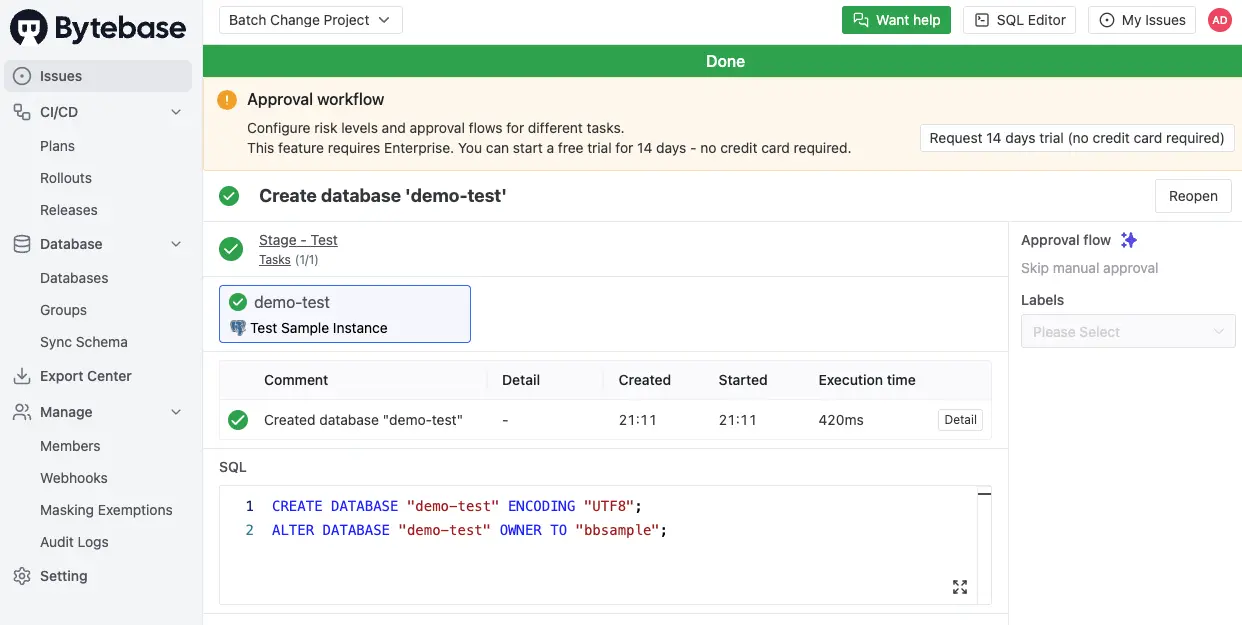 Bytebase
Batch Change Project
Want help
SQL Editor
My Issues
AD
Issues
CI/CD
Plans
Rollouts
Releases
Database
Databases
Groups
Sync Schema
Export Center
Manage
Members
Webhooks
Masking Exemptions
Audit Logs
Setting
Done
Approval workflow
Configure risk levels and approval flows for different tasks.
This feature requires Enterprise. You can start a free trial for 14 days - no credit card required.
Request 14 days trial (no credit card required)
Create database 'demo-test'
Reopen
Stage - Test
Tasks (1/1)
demo-test
Test Sample Instance
Comment Detail Created Started Execution time
Created database "demo-test" - 21:11 21:11 420ms Detail
SQL
1 CREATE DATABASE "demo-test" ENCODING "UTF8";
2 ALTER DATABASE "demo-test" OWNER TO "bbsample";
Approval flow
Skip manual approval
Labels
Please Select